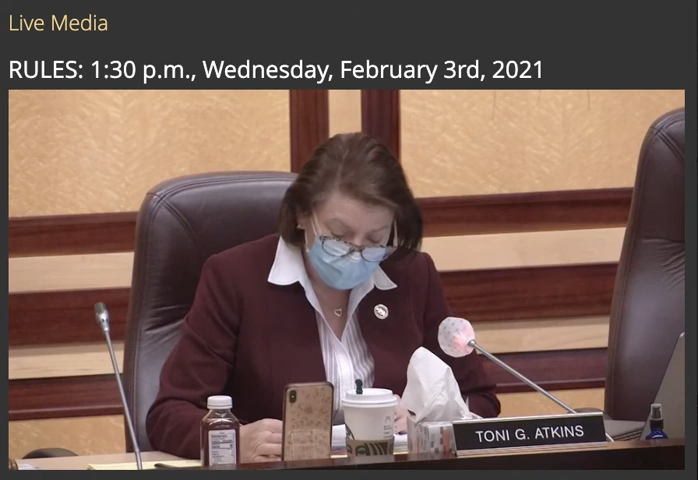 Live Media
RULES: 1:30 p.m., Wednesday, February 3rd, 2021
TONI G. ATKINS